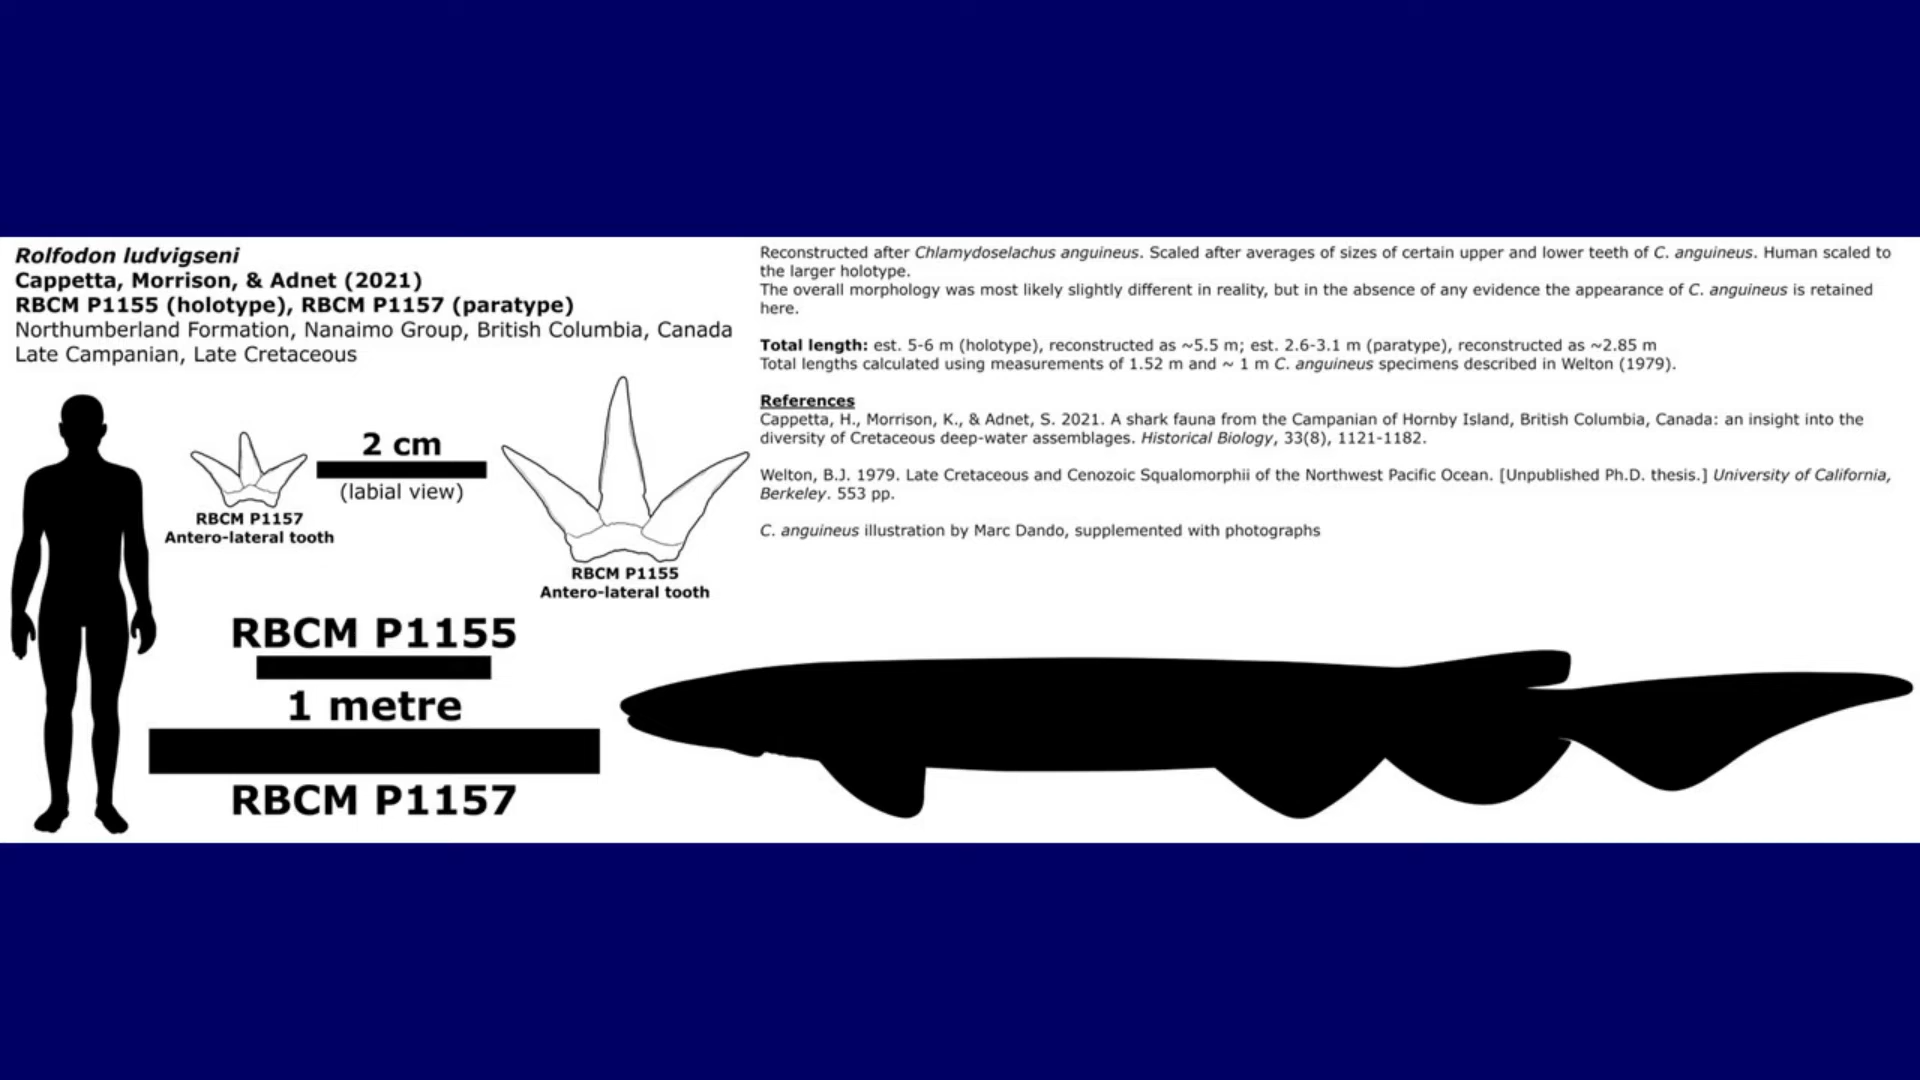 Rolfodon ludvigseni
Cappetta, Morrison, & Adnet (2021)
RBCM P1155 (holotype), RBCM P1157 (paratype)
Northumberland Formation, Nanaimo Group, British Columbia, Canada
Late Campanian, Late Cretaceous
2 cm
(labial view)
RBCM P1157
Antero-lateral tooth
RBCM P1155
Antero-lateral tooth
RBCM P1155
1 metre
RBCM P1157
Reconstructed after Chlamydoselachus anguineus. Scaled after averages of sizes of certain upper and lower teeth of C. anguineus. Human scaled to
the larger holotype.
The overall morphology was most likely slightly different in reality, but in the absence of any evidence the appearance of C. anguineus is retained
here.
Total length: est. 5-6 m (holotype), reconstructed as ~5.5 m; est. 2.6-3.1 m (paratype), reconstructed as ~2.85 m
Total lengths calculated using measurements of 1.52 m and ~ 1 m C. anguineus specimens described in Welton (1979).
References
Cappetta, H., Morrison, K., & Adnet, S. 2021. A shark fauna from the Campanian of Hornby Island, British Columbia, Canada: an insight into the
diversity of Cretaceous deep-water assemblages. Historical Biology, 33(8), 1121-1182.
Welton, B.J. 1979. Late Cretaceous and Cenozoic Squalomorphii of the Northwest Pacific Ocean. [Unpublished Ph.D. thesis.] University of California,
Berkeley. 553 pp.
C. anguineus illustration by Marc Dando, supplemented with photographs